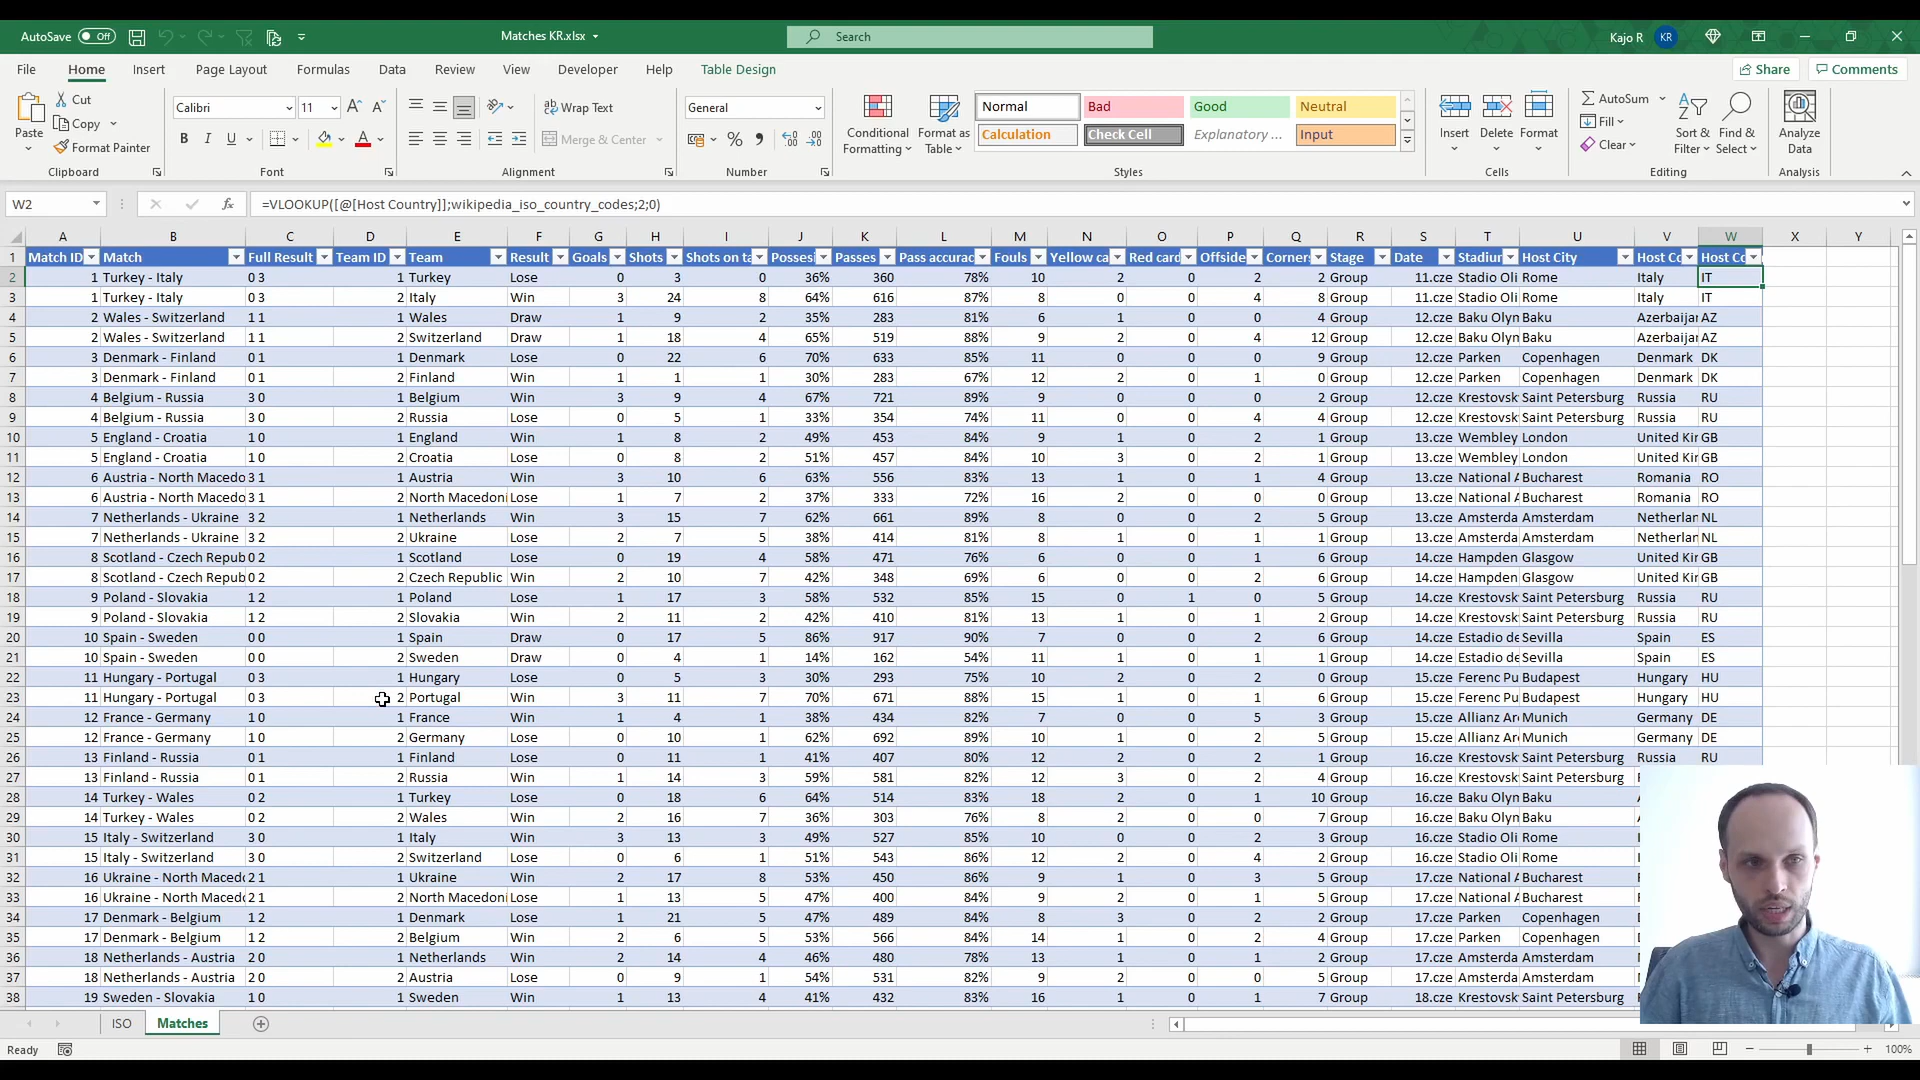 AutoSave Off Matches KR.xlsx Search Kajo R KR
File Home Insert Page Layout Formulas Data Review View Developer Help Table Design Share Comments
Paste Cut Copy Format Painter Clipboard
Calibri 11 B I U Font
Wrap Text Merge & Center Alignment
General Number
Conditional Formatting Format as Table
Normal Bad Good Neutral
Calculation Check Cell Explanatory ... Input
Styles
Insert Delete Format Cells
AutoSum Fill Clear Sort & Filter Find & Select Editing
Analyze Data Analysis
W2 fx =VLOOKUP([@[Host Country]];wikipedia_iso_country_codes;2;0)
A B C D E F G H I J K L M N O P Q R S T U V W X Y
1 Match ID Match Full Result Team ID Team Result Goals Shots Shots on ta Possesi Passes Pass accurac Fouls Yellow ca Red card Offside Corners Stage Date Stadiur Host City Host Co Host Co
2 1 Turkey - Italy 0 3 1 Turkey Lose 0 3 0 36% 360 78% 10 2 0 2 2 Group 11.cze Stadio Oli Rome Italy IT
3 1 Turkey - Italy 0 3 2 Italy Win 3 24 8 64% 616 87% 8 0 0 4 8 Group 11.cze Stadio Oli Rome Italy IT
4 2 Wales - Switzerland 1 1 1 Wales Draw 1 9 2 35% 283 81% 6 1 0 0 4 Group 12.cze Baku Olyn Baku Azerbaijar AZ
5 2 Wales - Switzerland 1 1 2 Switzerland Draw 1 18 4 65% 519 88% 9 2 0 4 12 Group 12.cze Baku Olyn Baku Azerbaijar AZ
6 3 Denmark - Finland 0 1 1 Denmark Lose 0 22 6 70% 633 85% 11 0 0 0 9 Group 12.cze Parken Copenhagen Denmark DK
7 3 Denmark - Finland 0 1 2 Finland Win 1 1 1 30% 283 67% 12 2 0 1 0 Group 12.cze Parken Copenhagen Denmark DK
8 4 Belgium - Russia 3 0 1 Belgium Win 3 9 4 67% 721 89% 9 0 0 0 2 Group 12.cze Krestovsk Saint Petersburg Russia RU
9 4 Belgium - Russia 3 0 2 Russia Lose 0 5 1 33% 354 74% 11 0 0 4 4 Group 12.cze Krestovsk Saint Petersburg Russia RU
10 5 England - Croatia 1 0 1 England Win 1 8 2 49% 453 84% 9 1 0 2 1 Group 13.cze Wembley London United Kir GB
11 5 England - Croatia 1 0 2 Croatia Lose 0 8 2 51% 457 84% 10 3 0 2 1 Group 13.cze Wembley London United Kir GB
12 6 Austria - North Macedo 3 1 1 Austria Win 3 10 6 63% 556 83% 13 1 0 1 4 Group 13.cze National A Bucharest Romania RO
13 6 Austria - North Macedo 3 1 2 North Macedoni Lose 1 7 2 37% 333 72% 16 2 0 0 0 Group 13.cze National A Bucharest Romania RO
14 7 Netherlands - Ukraine 3 2 1 Netherlands Win 3 15 7 62% 661 89% 8 0 0 2 5 Group 13.cze Amsterda Amsterdam Netherlar NL
15 7 Netherlands - Ukraine 3 2 2 Ukraine Lose 2 7 5 38% 414 81% 8 1 0 1 1 Group 13.cze Amsterda Amsterdam Netherlar NL
16 8 Scotland - Czech Repub 0 2 1 Scotland Lose 0 19 4 58% 471 76% 6 0 0 1 6 Group 14.cze Hampden Glasgow United Kir GB
17 8 Scotland - Czech Repub 0 2 2 Czech Republic Win 2 10 7 42% 348 69% 6 0 0 2 6 Group 14.cze Hampden Glasgow United Kir GB
18 9 Poland - Slovakia 1 2 1 Poland Lose 1 17 3 58% 532 85% 15 0 1 0 5 Group 14.cze Krestovsk Saint Petersburg Russia RU
19 9 Poland - Slovakia 1 2 2 Slovakia Win 2 11 2 42% 410 81% 13 1 0 1 2 Group 14.cze Krestovsk Saint Petersburg Russia RU
20 10 Spain - Sweden 0 0 1 Spain Draw 0 17 5 86% 917 90% 7 0 0 2 6 Group 14.cze Estadio de Sevilla Spain ES
21 10 Spain - Sweden 0 0 2 Sweden Draw 0 4 1 14% 162 54% 11 1 0 1 1 Group 14.cze Estadio de Sevilla Spain ES
22 11 Hungary - Portugal 0 3 1 Hungary Lose 0 5 3 30% 293 75% 10 2 0 2 0 Group 15.cze Ferenc Pu Budapest Hungary HU
23 11 Hungary - Portugal 0 3 2 Portugal Win 3 11 7 70% 671 88% 15 1 0 1 6 Group 15.cze Ferenc Pu Budapest Hungary HU
24 12 France - Germany 1 0 1 France Win 1 4 1 38% 434 82% 7 0 0 5 3 Group 15.cze Allianz Ar Munich Germany DE
25 12 France - Germany 1 0 2 Germany Lose 0 10 1 62% 692 89% 10 1 0 2 5 Group 15.cze Allianz Ar Munich Germany DE
26 13 Finland - Russia 0 1 1 Finland Lose 0 11 1 41% 407 80% 12 2 0 2 1 Group 16.cze Krestovsk Saint Petersburg Russia RU
27 13 Finland - Russia 0 1 2 Russia Win 1 14 3 59% 581 82% 12 3 0 2 4 Group 16.cze Krestovsk Saint Petersburg
28 14 Turkey - Wales 0 2 1 Turkey Lose 0 18 6 64% 514 83% 18 2 0 1 10 Group 16.cze Baku Olyn Baku
29 14 Turkey - Wales 0 2 2 Wales Win 2 16 7 36% 303 76% 8 2 0 0 7 Group 16.cze Baku Olyn Baku
30 15 Italy - Switzerland 3 0 1 Italy Win 3 13 3 49% 527 85% 10 0 0 2 3 Group 16.cze Stadio Oli Rome
31 15 Italy - Switzerland 3 0 2 Switzerland Lose 0 6 1 51% 543 86% 12 2 0 4 2 Group 16.cze Stadio Oli Rome
32 16 Ukraine - North Macedo 2 1 1 Ukraine Win 2 17 8 53% 450 86% 9 1 0 3 5 Group 17.cze National A Bucharest
33 16 Ukraine - North Macedo 2 1 2 North Macedoni Lose 1 13 5 47% 400 84% 9 2 0 1 5 Group 17.cze National A Bucharest
34 17 Denmark - Belgium 1 2 1 Denmark Lose 1 21 5 47% 489 84% 8 3 0 2 2 Group 17.cze Parken Copenhagen
35 17 Denmark - Belgium 1 2 2 Belgium Win 2 6 5 53% 566 84% 14 1 0 2 4 Group 17.cze Parken Copenhagen
36 18 Netherlands - Austria 2 0 1 Netherlands Win 2 14 4 46% 480 78% 13 1 0 1 2 Group 17.cze Amsterda Amsterdam
37 18 Netherlands - Austria 2 0 2 Austria Lose 0 9 1 54% 531 82% 9 2 0 0 5 Group 17.cze Amsterda Amsterdam
38 19 Sweden - Slovakia 1 0 1 Sweden Win 1 13 4 41% 432 83% 16 1 0 1 7 Group 18.cze Krestovsk Saint Petersburg
ISO Matches
Ready 100%